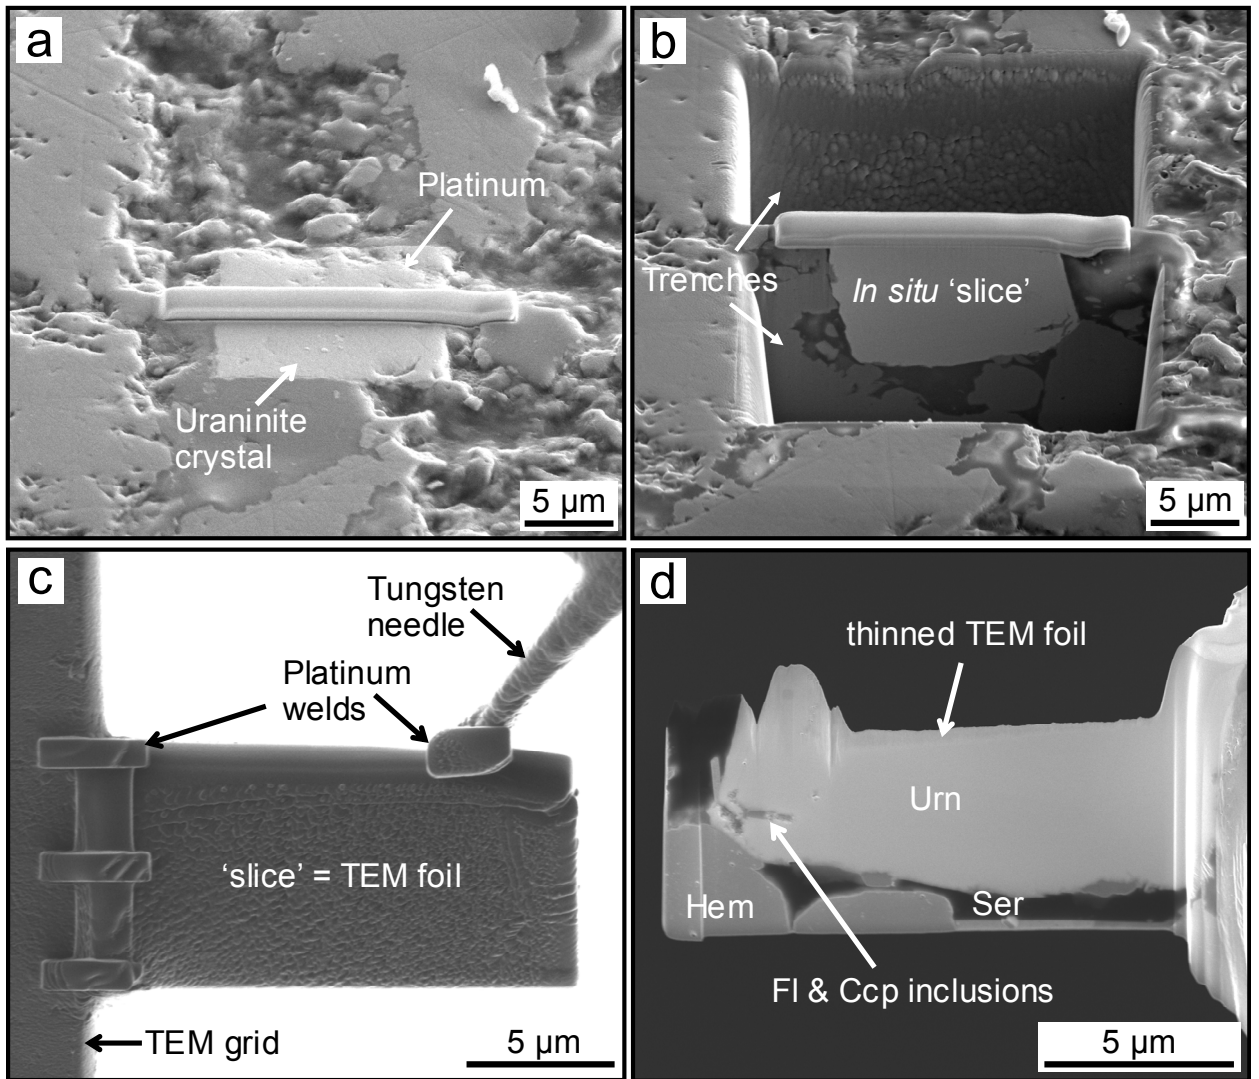 a
Platinum
Uraninite
crystal
5 µm
b
Trenches
In situ ‘slice’
5 µm
c
Tungsten
needle
Platinum
welds
‘slice’ = TEM foil
TEM grid
5 µm
d
thinned TEM foil
Urn
Hem
Ser
Fl & Ccp inclusions
5 µm